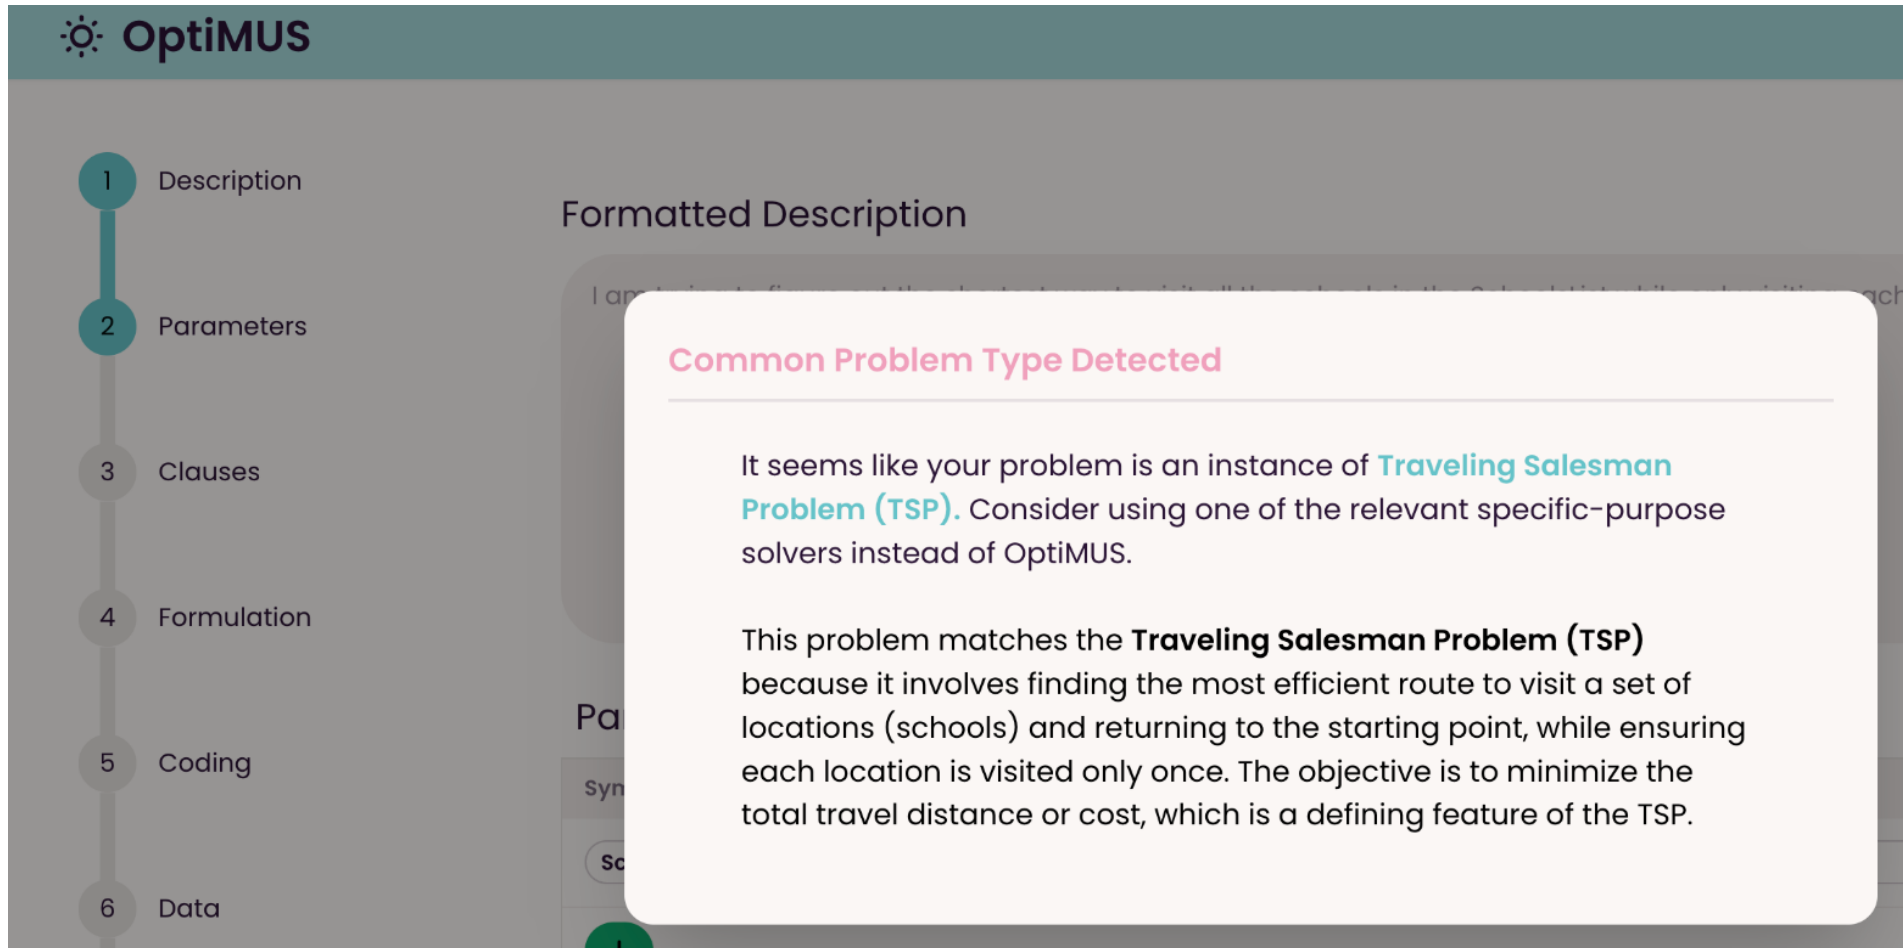 OptiMUS
1 Description
2 Parameters
3 Clauses
4 Formulation
5 Coding
6 Data
Formatted Description
I am
ach
Common Problem Type Detected
It seems like your problem is an instance of Traveling Salesman
Problem (TSP). Consider using one of the relevant specific-purpose
solvers instead of OptiMUS.
This problem matches the Traveling Salesman Problem (TSP)
because it involves finding the most efficient route to visit a set of
locations (schools) and returning to the starting point, while ensuring
each location is visited only once. The objective is to minimize the
total travel distance or cost, which is a defining feature of the TSP.
Pa
Sym
Sc